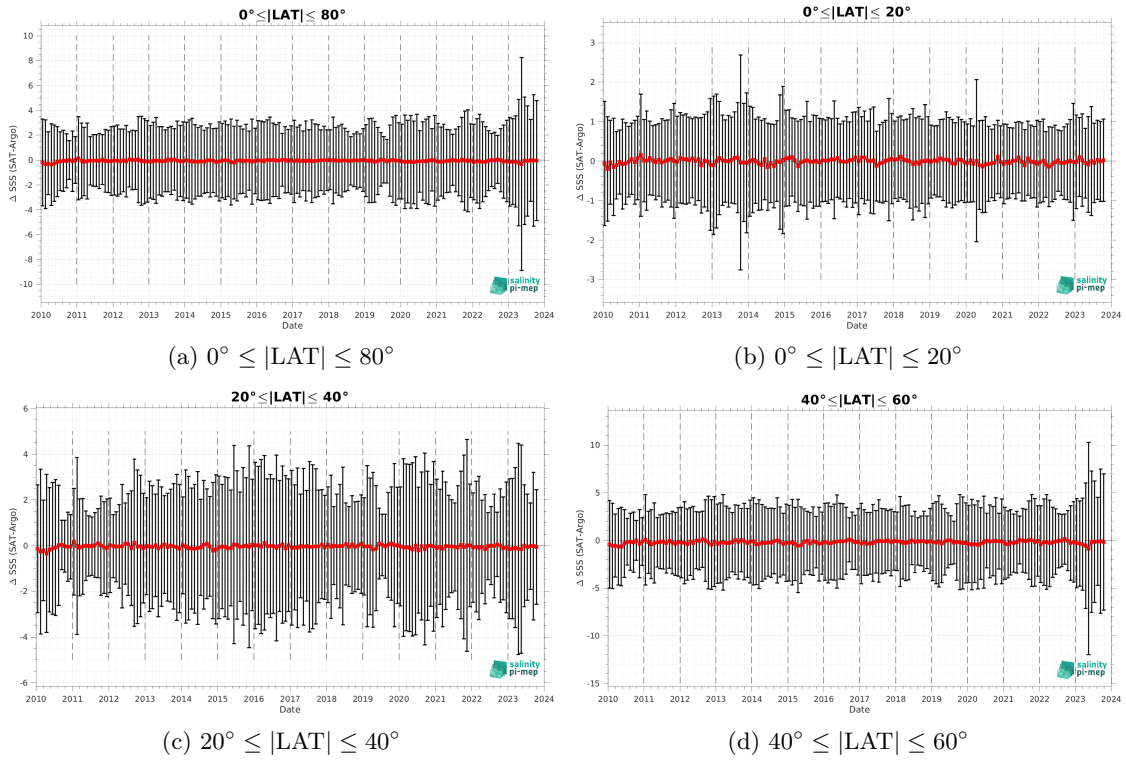 0°≤|LAT|≤ 80°
Δ SSS (SAT-Argo)
10
8
6
4
2
0
-2
-4
-6
-8
-10
salinity
pi-mep
2010 2011 2012 2013 2014 2015 2016 2017 2018 2019 2020 2021 2022 2023 2024
Date
(a) 0° ≤ |LAT| ≤ 80°
0°≤|LAT|≤ 20°
Δ SSS (SAT-Argo)
3
2
1
0
-1
-2
-3
salinity
pi-mep
2010 2011 2012 2013 2014 2015 2016 2017 2018 2019 2020 2021 2022 2023 2024
Date
(b) 0° ≤ |LAT| ≤ 20°
20°≤|LAT|≤ 40°
Δ SSS (SAT-Argo)
6
4
2
0
-2
-4
-6
salinity
pi-mep
2010 2011 2012 2013 2014 2015 2016 2017 2018 2019 2020 2021 2022 2023 2024
Date
(c) 20° ≤ |LAT| ≤ 40°
40°≤|LAT|≤ 60°
Δ SSS (SAT-Argo)
10
5
0
-5
-10
-15
salinity
pi-mep
2010 2011 2012 2013 2014 2015 2016 2017 2018 2019 2020 2021 2022 2023 2024
Date
(d) 40° ≤ |LAT| ≤ 60°